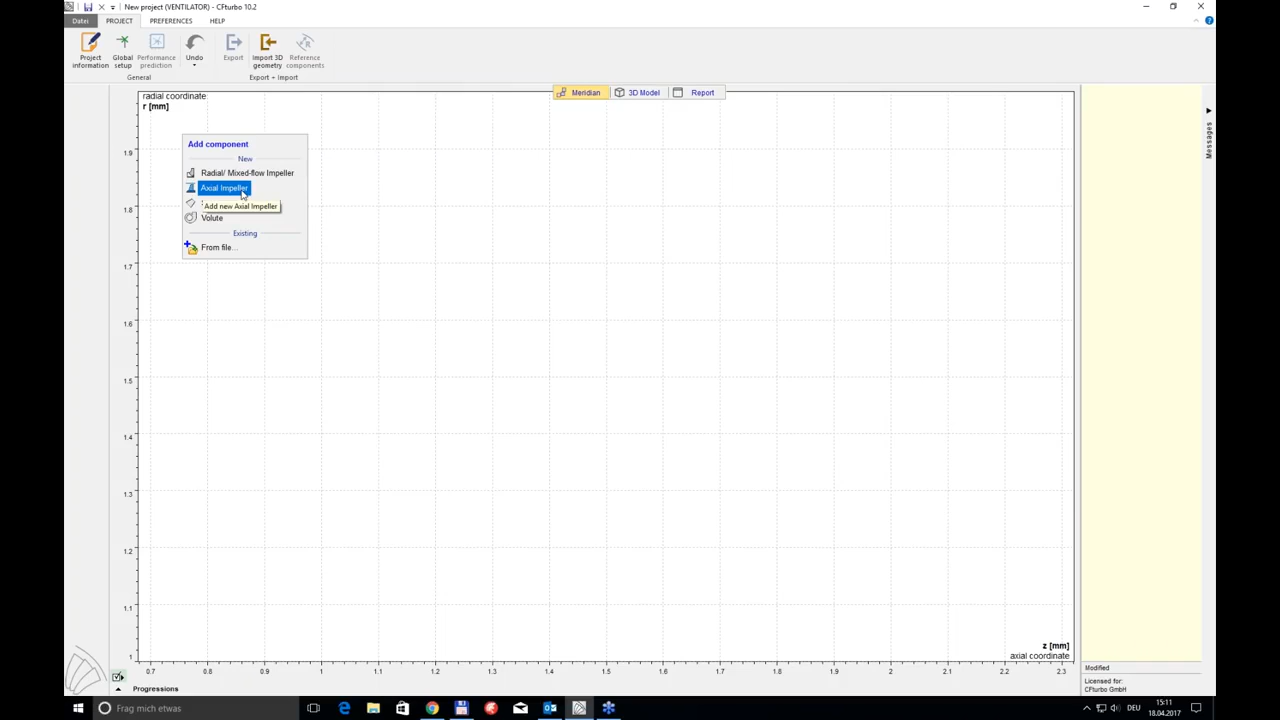 New project (VENTILATOR) - CFturbo 10.2
Datei PROJECT PREFERENCES HELP
Project information
Global setup
Performance prediction
Undo
Export
Import 3D geometry
Reference components
General
Export + Import
Meridian 3D Model Report
radial coordinate
r [mm]
Messages
Add component
New
Radial/ Mixed-flow Impeller
Axial Impeller
Add new Axial Impeller
Volute
Existing
From file...
1.9
1.8
1.7
1.6
1.5
1.4
1.3
1.2
1.1
1
z [mm]
axial coordinate
0.7 0.8 0.9 1 1.1 1.2 1.3 1.4 1.5 1.6 1.7 1.8 1.9 2 2.1 2.2 2.3
Progressions
Modified
Licensed for:
CFturbo GmbH
Frag mich etwas
DEU
15:11
18.04.2017